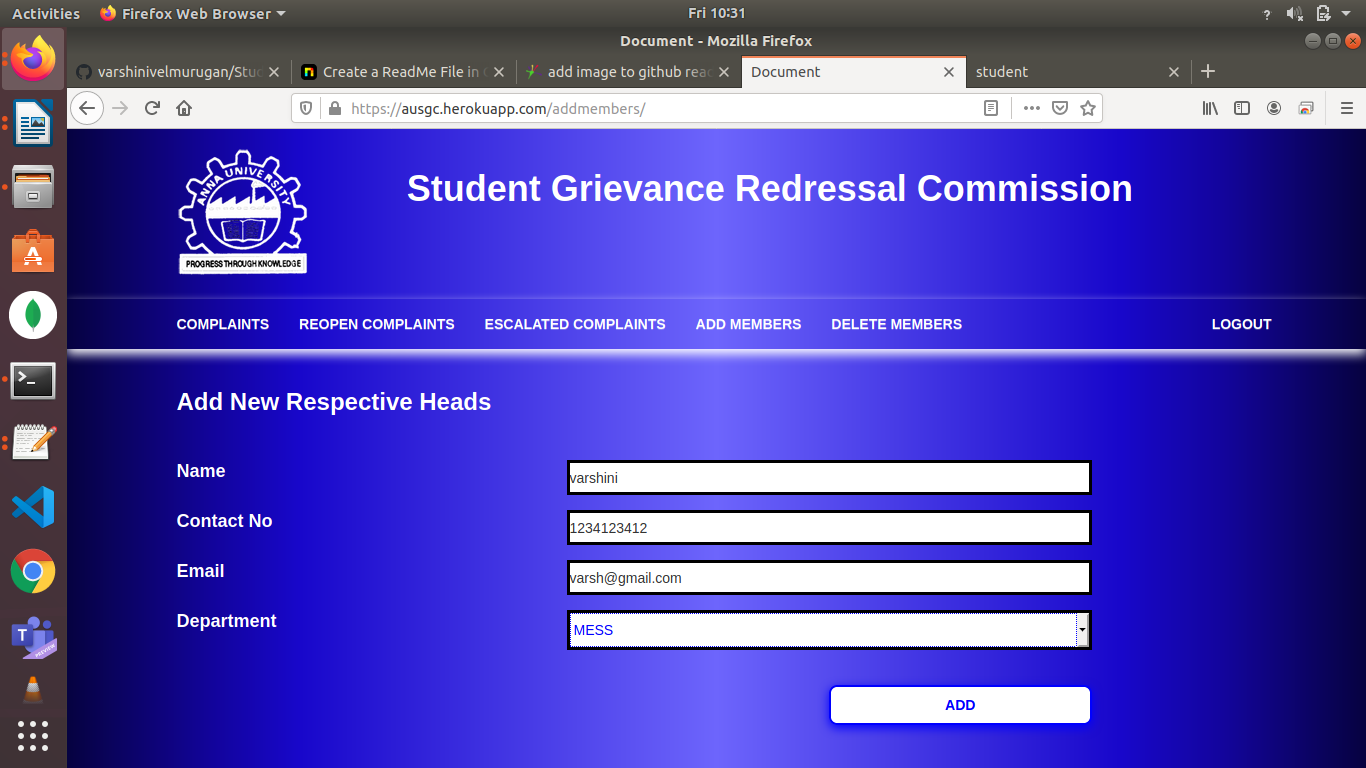 Activities Firefox Web Browser Fri 10:31
Document - Mozilla Firefox
varshinivelmurugan/Stud Create a ReadMe File in add image to github read Document student
https://ausgc.herokuapp.com/addmembers/
ANNA UNIVERSITY
PROGRESS THROUGH KNOWLEDGE
Student Grievance Redressal Commission
COMPLAINTS REOPEN COMPLAINTS ESCALATED COMPLAINTS ADD MEMBERS DELETE MEMBERS LOGOUT
Add New Respective Heads
Name varshini
Contact No 1234123412
Email varsh@gmail.com
Department MESS
ADD
T
PREVIEW